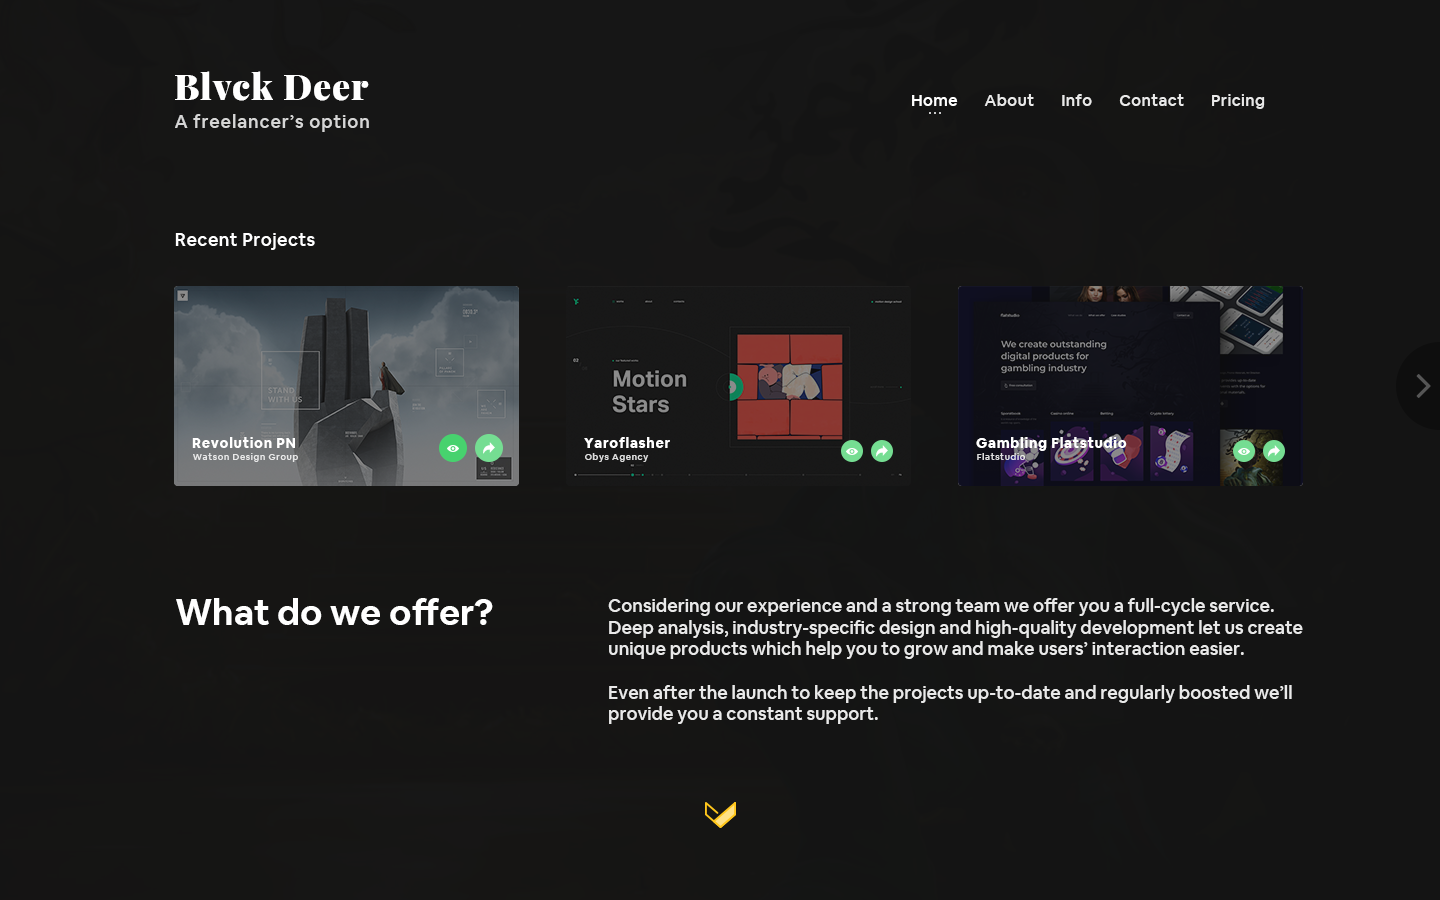 Blvck Deer
A freelancer’s option
Home
About
Info
Contact
Pricing
Recent Projects
STAND
WITH US
Revolution PN
Watson Design Group
Motion
Stars
Yaroflasher
Obys Agency
flatstudio
We create outstanding
digital products for
gambling industry
Gambling Flatstudio
Flatstudio
What do we offer?
Considering our experience and a strong team we offer you a full-cycle service.
Deep analysis, industry-specific design and high-quality development let us create
unique products which help you to grow and make users’ interaction easier.
Even after the launch to keep the projects up-to-date and regularly boosted we’ll
provide you a constant support.